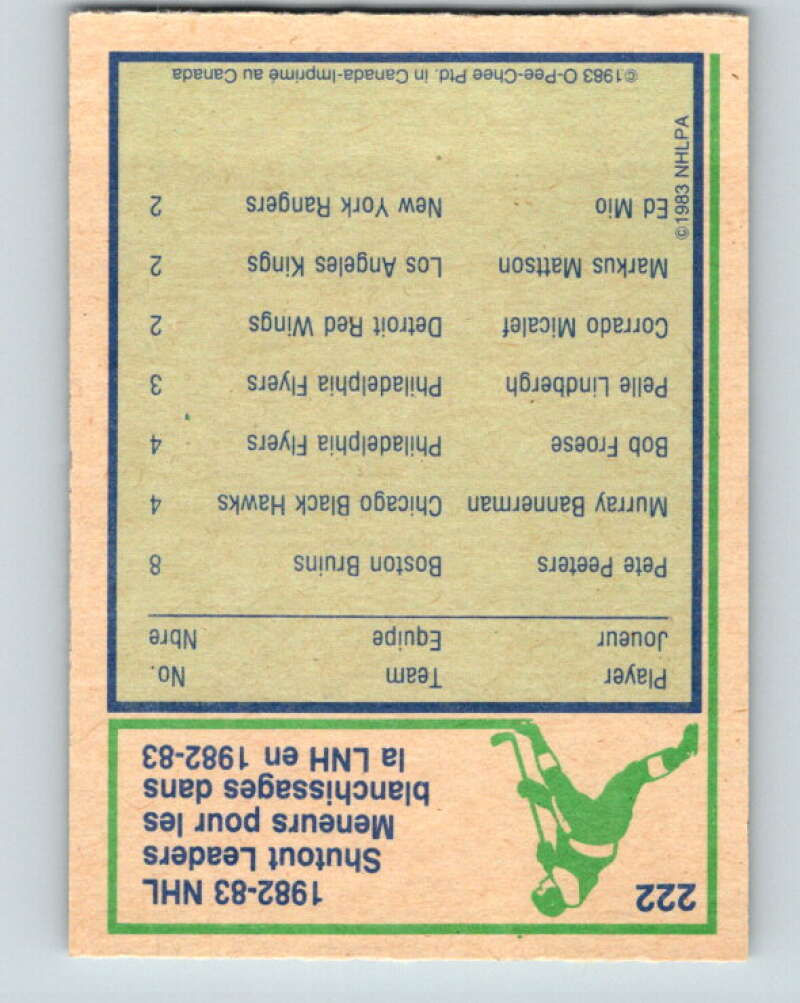 222
1982-83 NHL
Shutout Leaders
Meneurs pour les
blanchissages dans
la LNH en 1982-83
Player Team No.
Joueur Equipe Nbre
Pete Peeters Boston Bruins 8
Murray Bannerman Chicago Black Hawks 4
Bob Froese Philadelphia Flyers 4
Pelle Lindbergh Philadelphia Flyers 3
Corrado Micalef Detroit Red Wings 2
Markus Mattson Los Angeles Kings 2
Ed Mio New York Rangers 2
©1983 NHLPA
©1983 O-Pee-Chee Ptd. in Canada-Imprimé au Canada